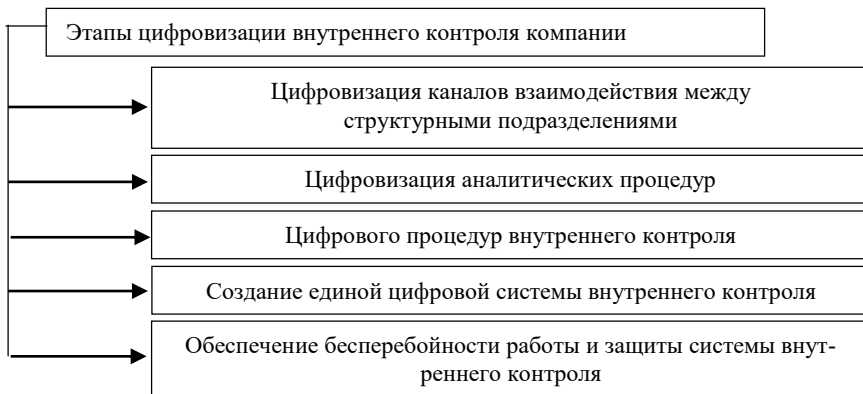 Этапы цифровизации внутреннего контроля компании
Цифровизация каналов взаимодействия между
структурными подразделениями
Цифровизация аналитических процедур
Цифрового процедур внутреннего контроля
Создание единой цифровой системы внутреннего контроля
Обеспечение бесперебойности работы и защиты системы внут-
реннего контроля